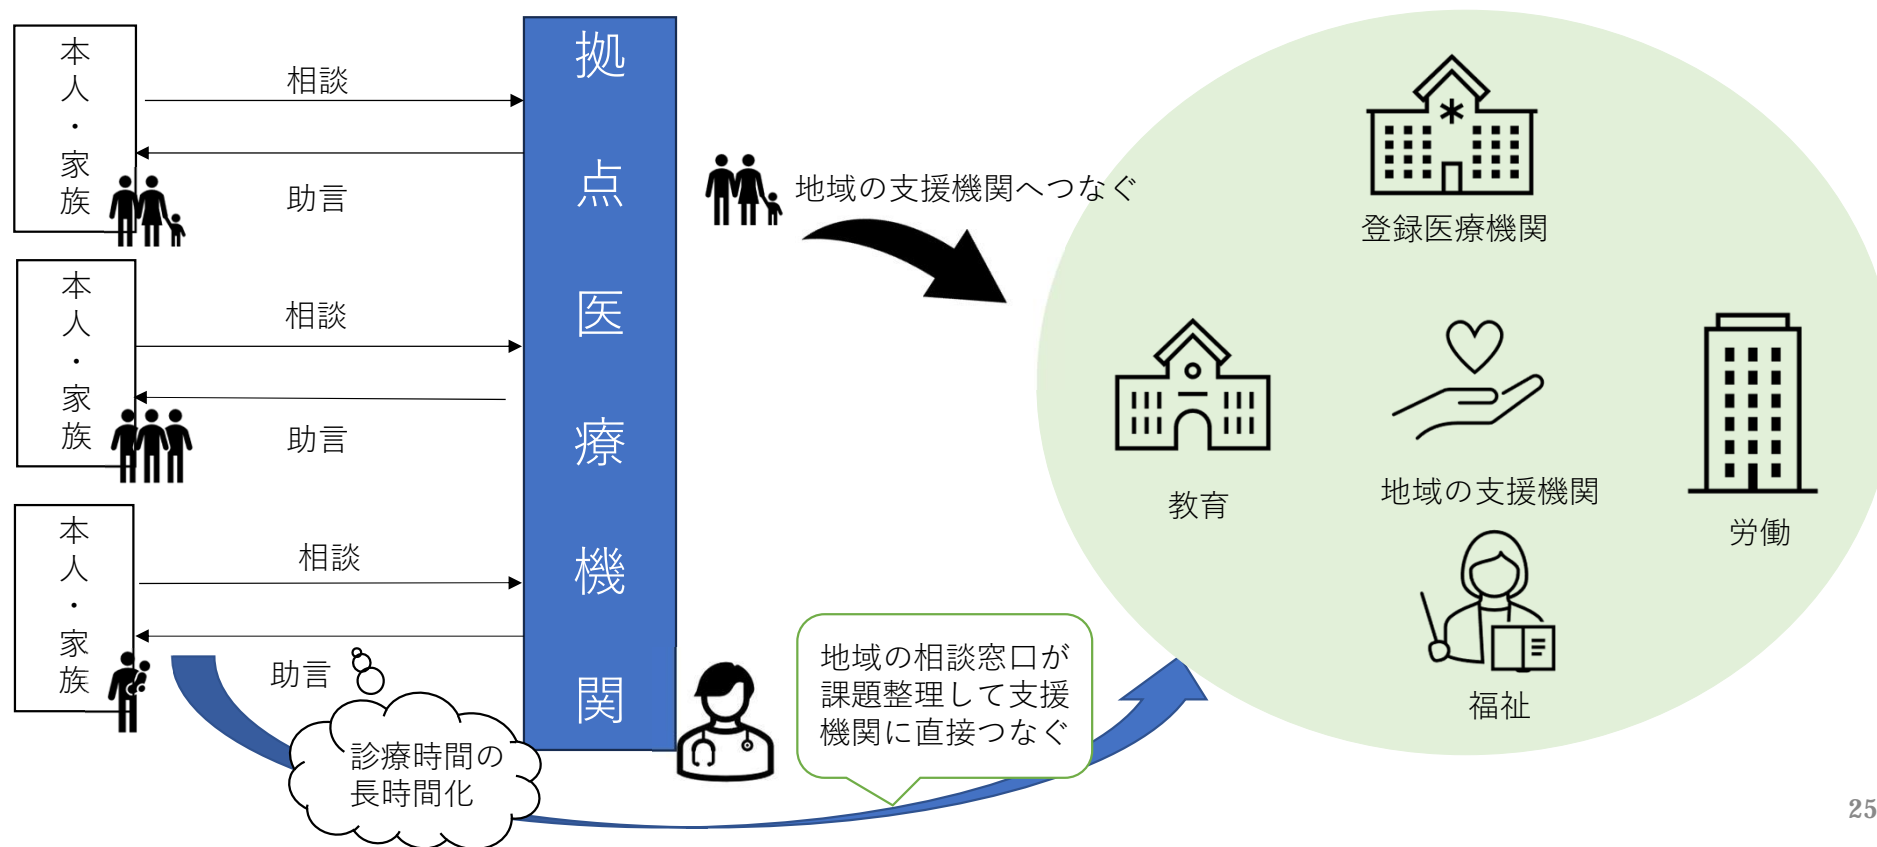 本人・家族
相談
助言
本人・家族
相談
助言
本人・家族
相談
助言
診療時間の
長時間化
拠点医療機関
地域の支援機関へつなぐ
地域の相談窓口が
課題整理して支援
機関に直接つなぐ
登録医療機関
教育
地域の支援機関
労働
福祉
25